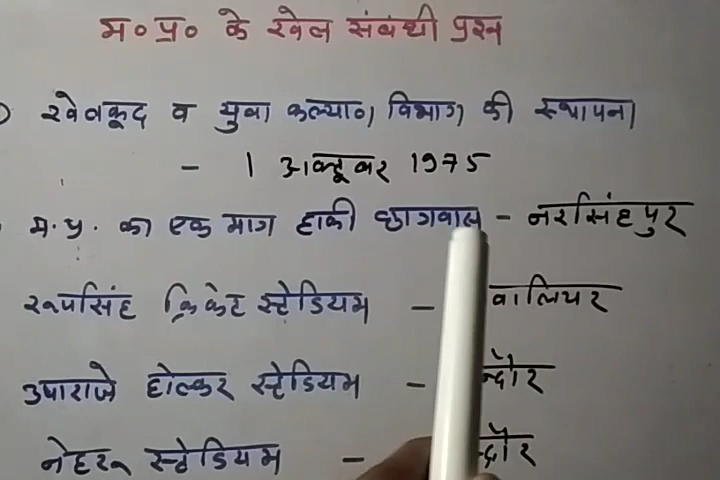 म०प्र० के खेल संबंधी प्रश्न
खेलकूद व युवा कल्याण विभाग की स्थापना
- 1 अक्टूबर 1975
म.प्र. का एक माग हाकी छागवास - नरसिंहपुर
रूपसिंह क्रिकेट स्टेडियम - वालियर
उषाराजे होल्कर स्टेडियम - न्दौर
नेहरू स्टेडियम - न्दौर